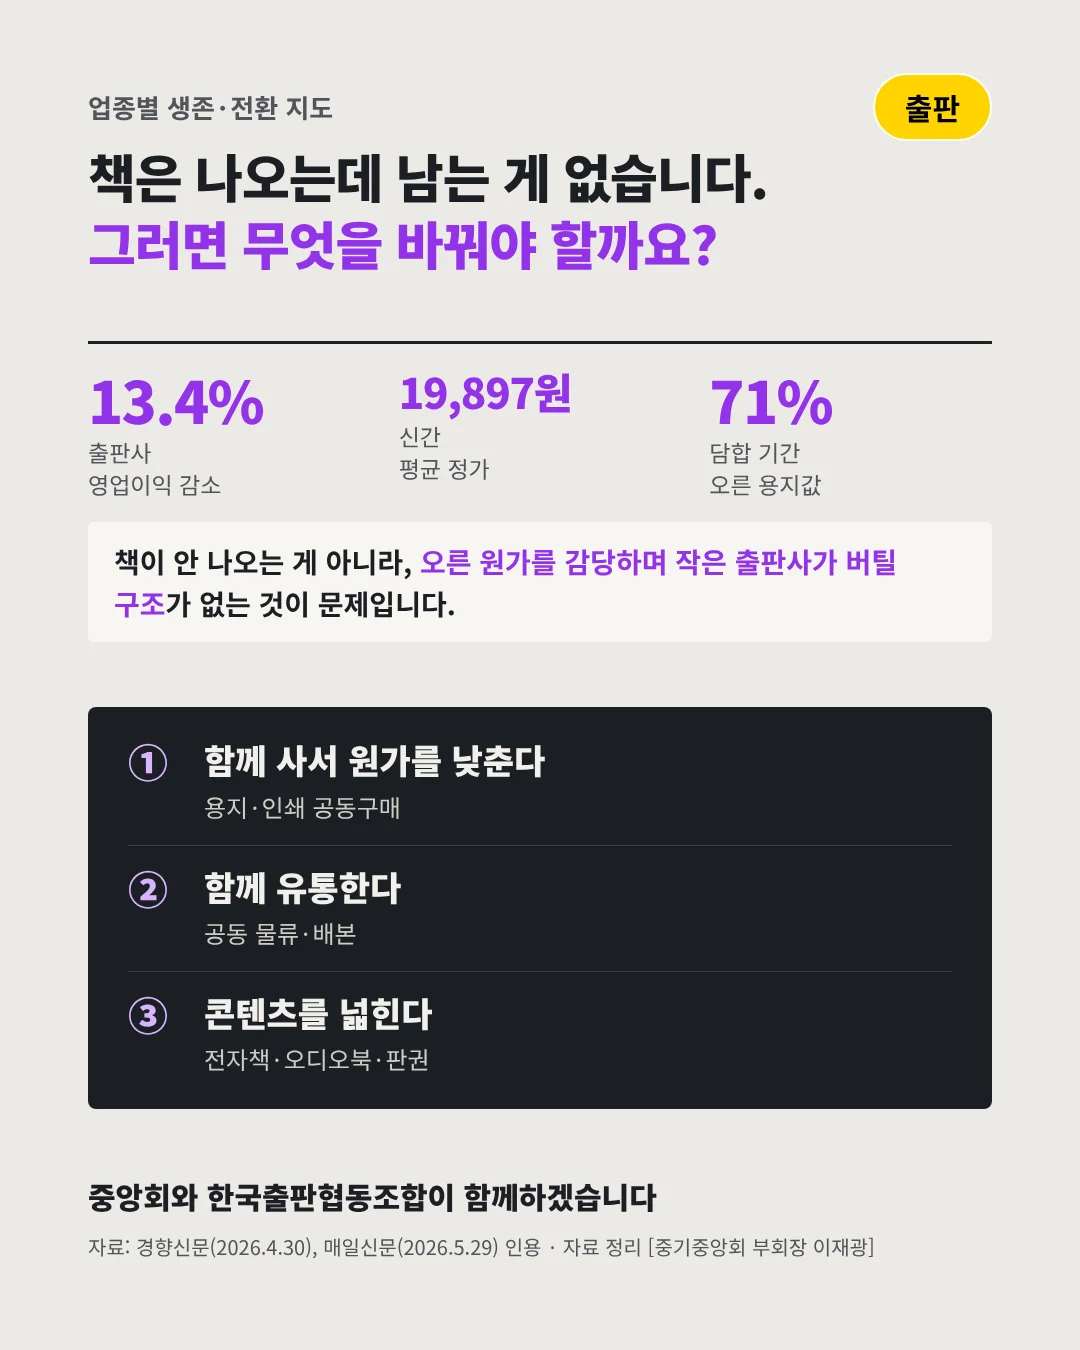 업종별 생존·전환 지도
출판
책은 나오는데 남는 게 없습니다.
그러면 무엇을 바꿔야 할까요?
13.4%
출판사
영업이익 감소
19,897원
신간
평균 정가
71%
담합 기간
오른 용지값
책이 안 나오는 게 아니라, 오른 원가를 감당하며 작은 출판사가 버틸
구조가 없는 것이 문제입니다.
① 함께 사서 원가를 낮춘다
용지·인쇄 공동구매
② 함께 유통한다
공동 물류·배본
③ 콘텐츠를 넓힌다
전자책·오디오북·판권
중앙회와 한국출판협동조합이 함께하겠습니다
자료: 경향신문(2026.4.30), 매일신문(2026.5.29) 인용 · 자료 정리 [중기중앙회 부회장 이재광]